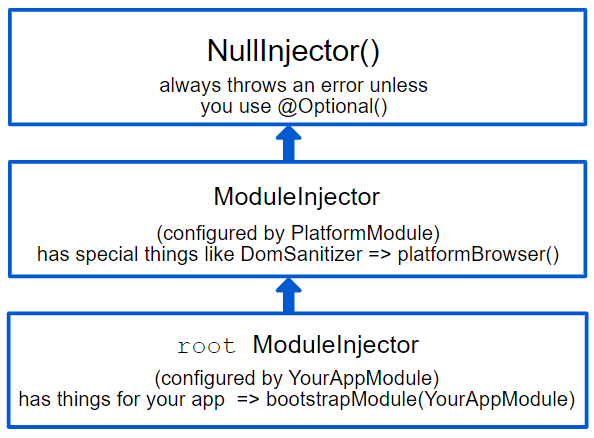 NullInjector()
always throws an error unless
you use @Optional()
ModuleInjector
(configured by PlatformModule)
has special things like DomSanitizer => platformBrowser()
root ModuleInjector
(configured by YourAppModule)
has things for your app => bootstrapModule(YourAppModule)